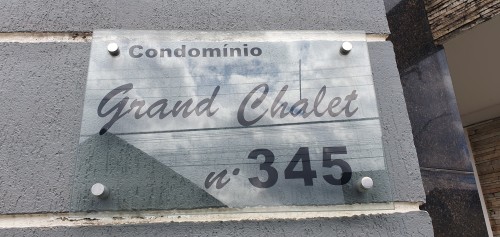 Condomínio
Grand Chalet
nº 345